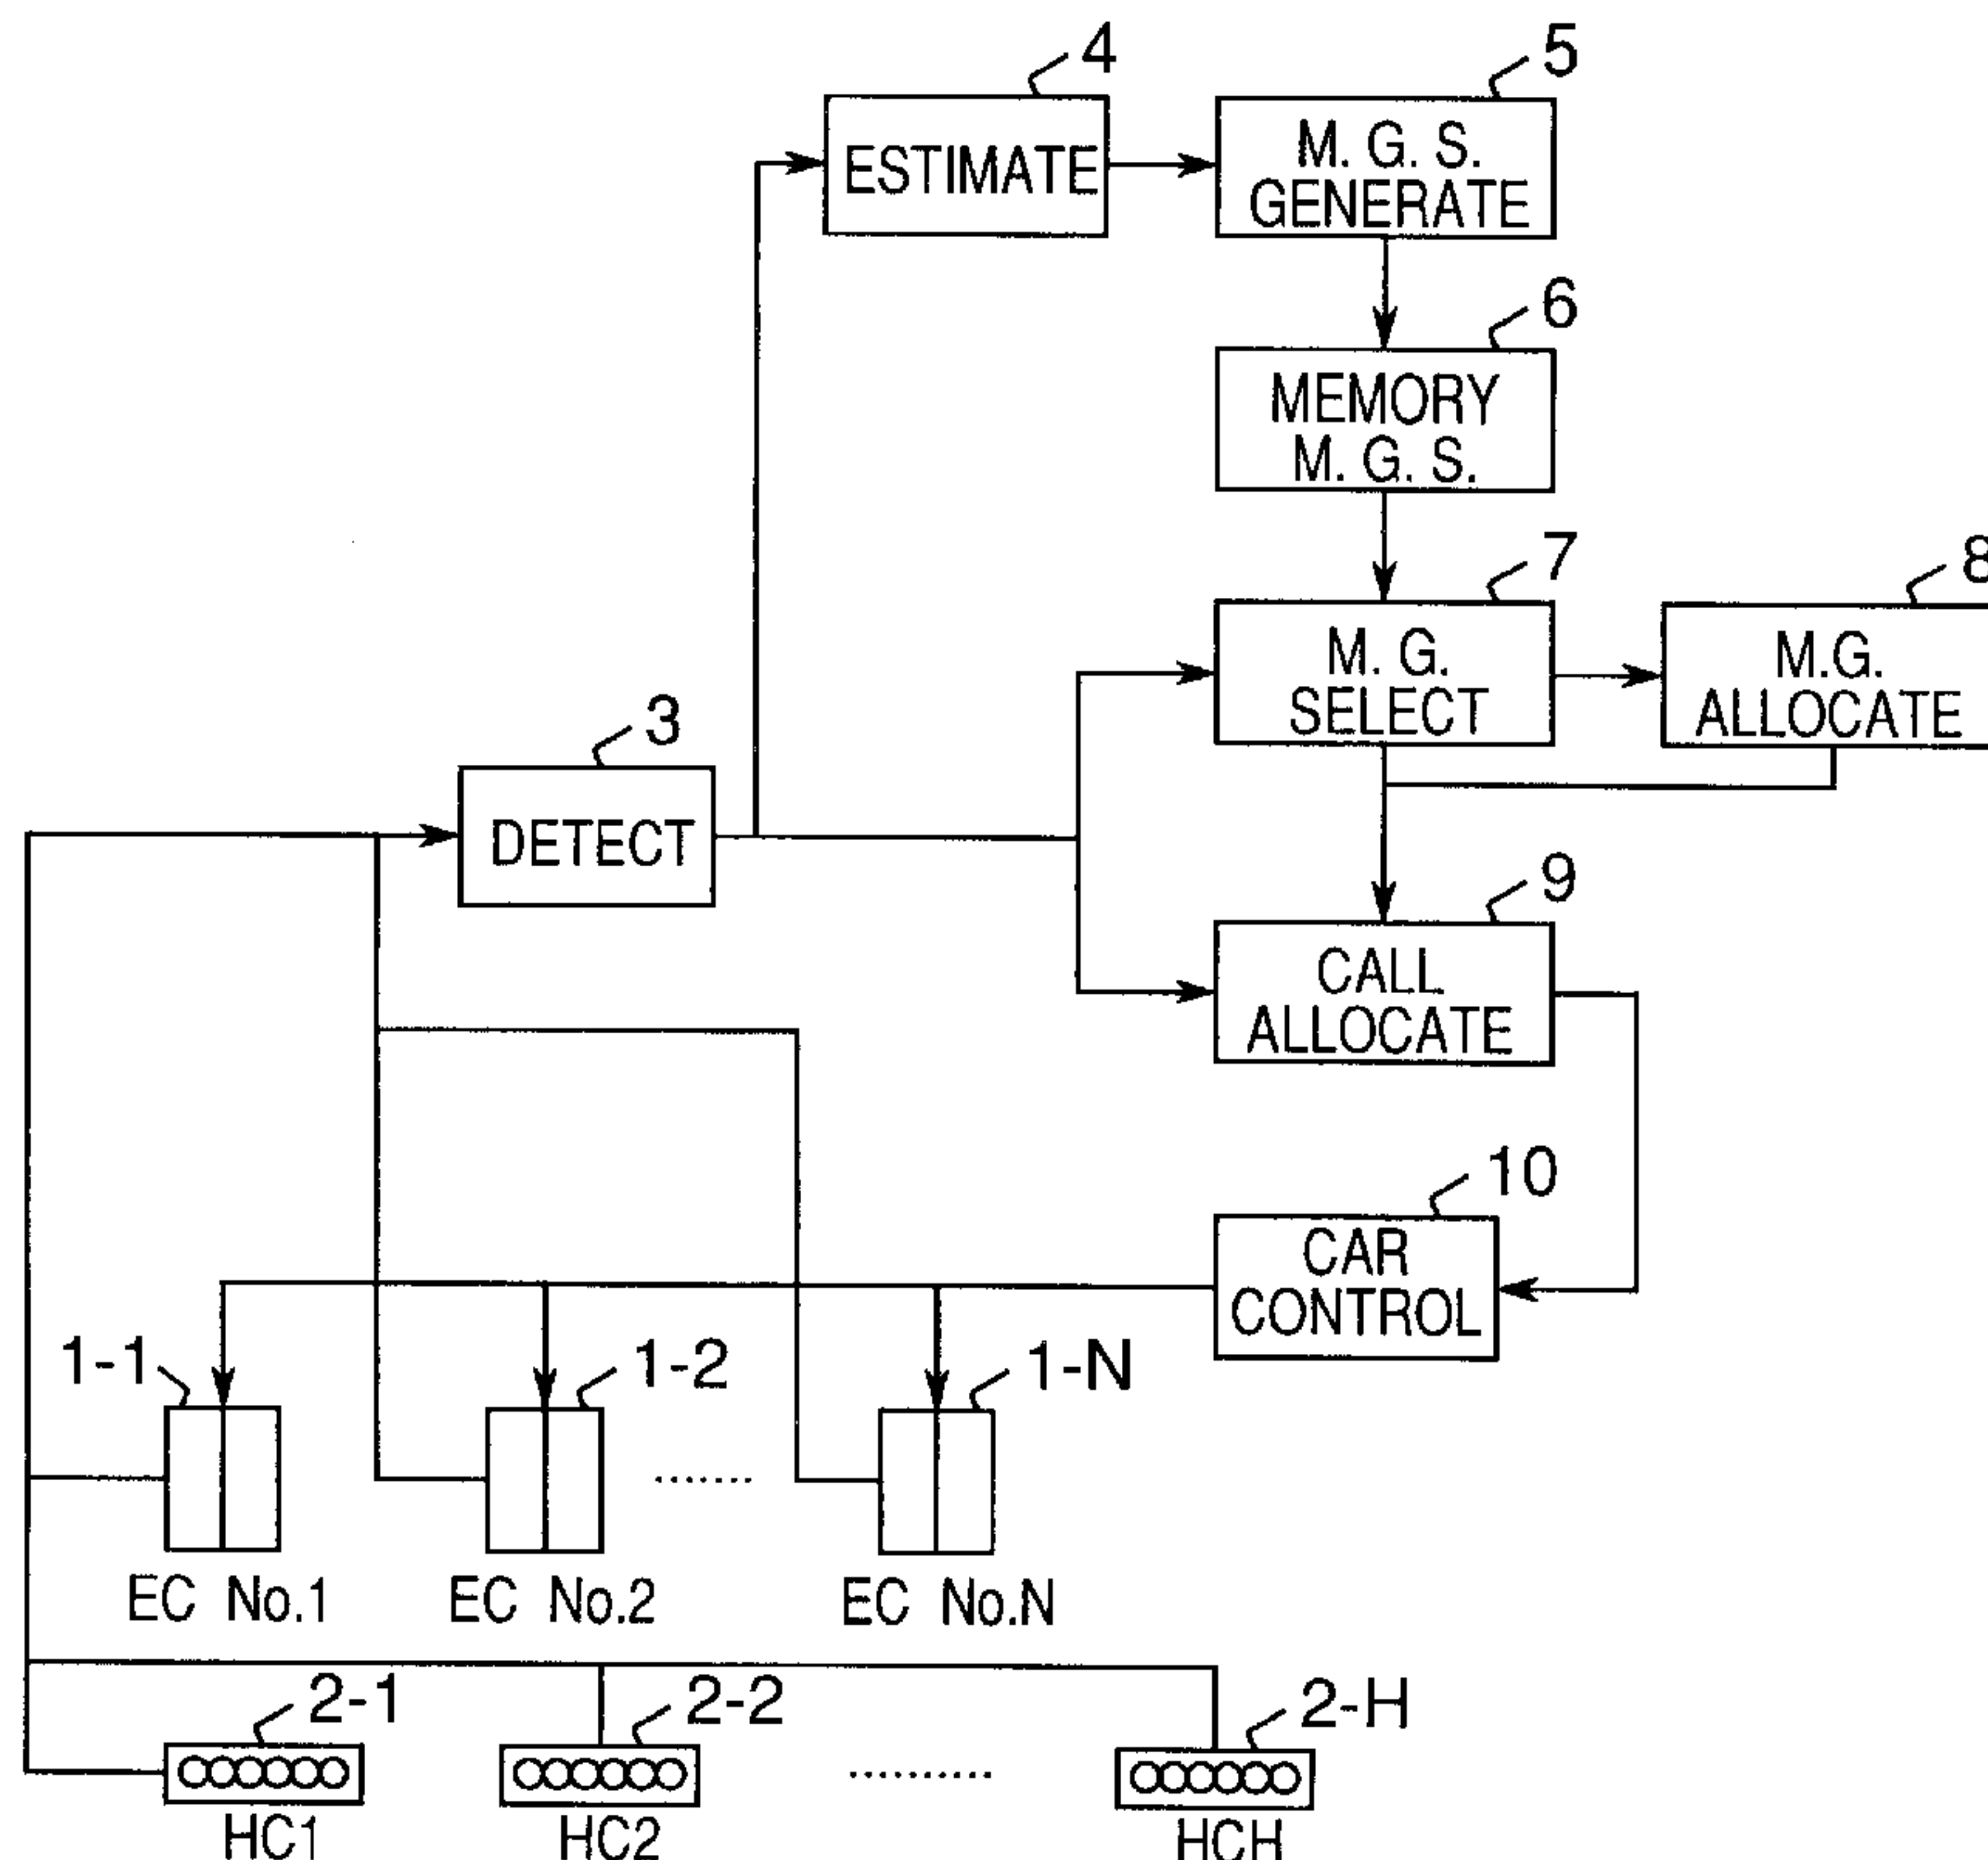 4
5
ESTIMATE
M. G. S.
GENERATE
6
MEMORY
M. G. S.
7
8
M. G.
SELECT
M.G.
ALLOCATE
3
DETECT
9
CALL
ALLOCATE
10
CAR
CONTROL
1-1
1-2
1-N
EC No.1
EC No.2
........
EC No.N
2-1
2-2
2-H
..........
HC1
HC2
HCH